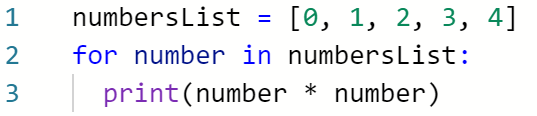 1 numbersList = [0, 1, 2, 3, 4]
2 for number in numbersList:
3 print(number * number)